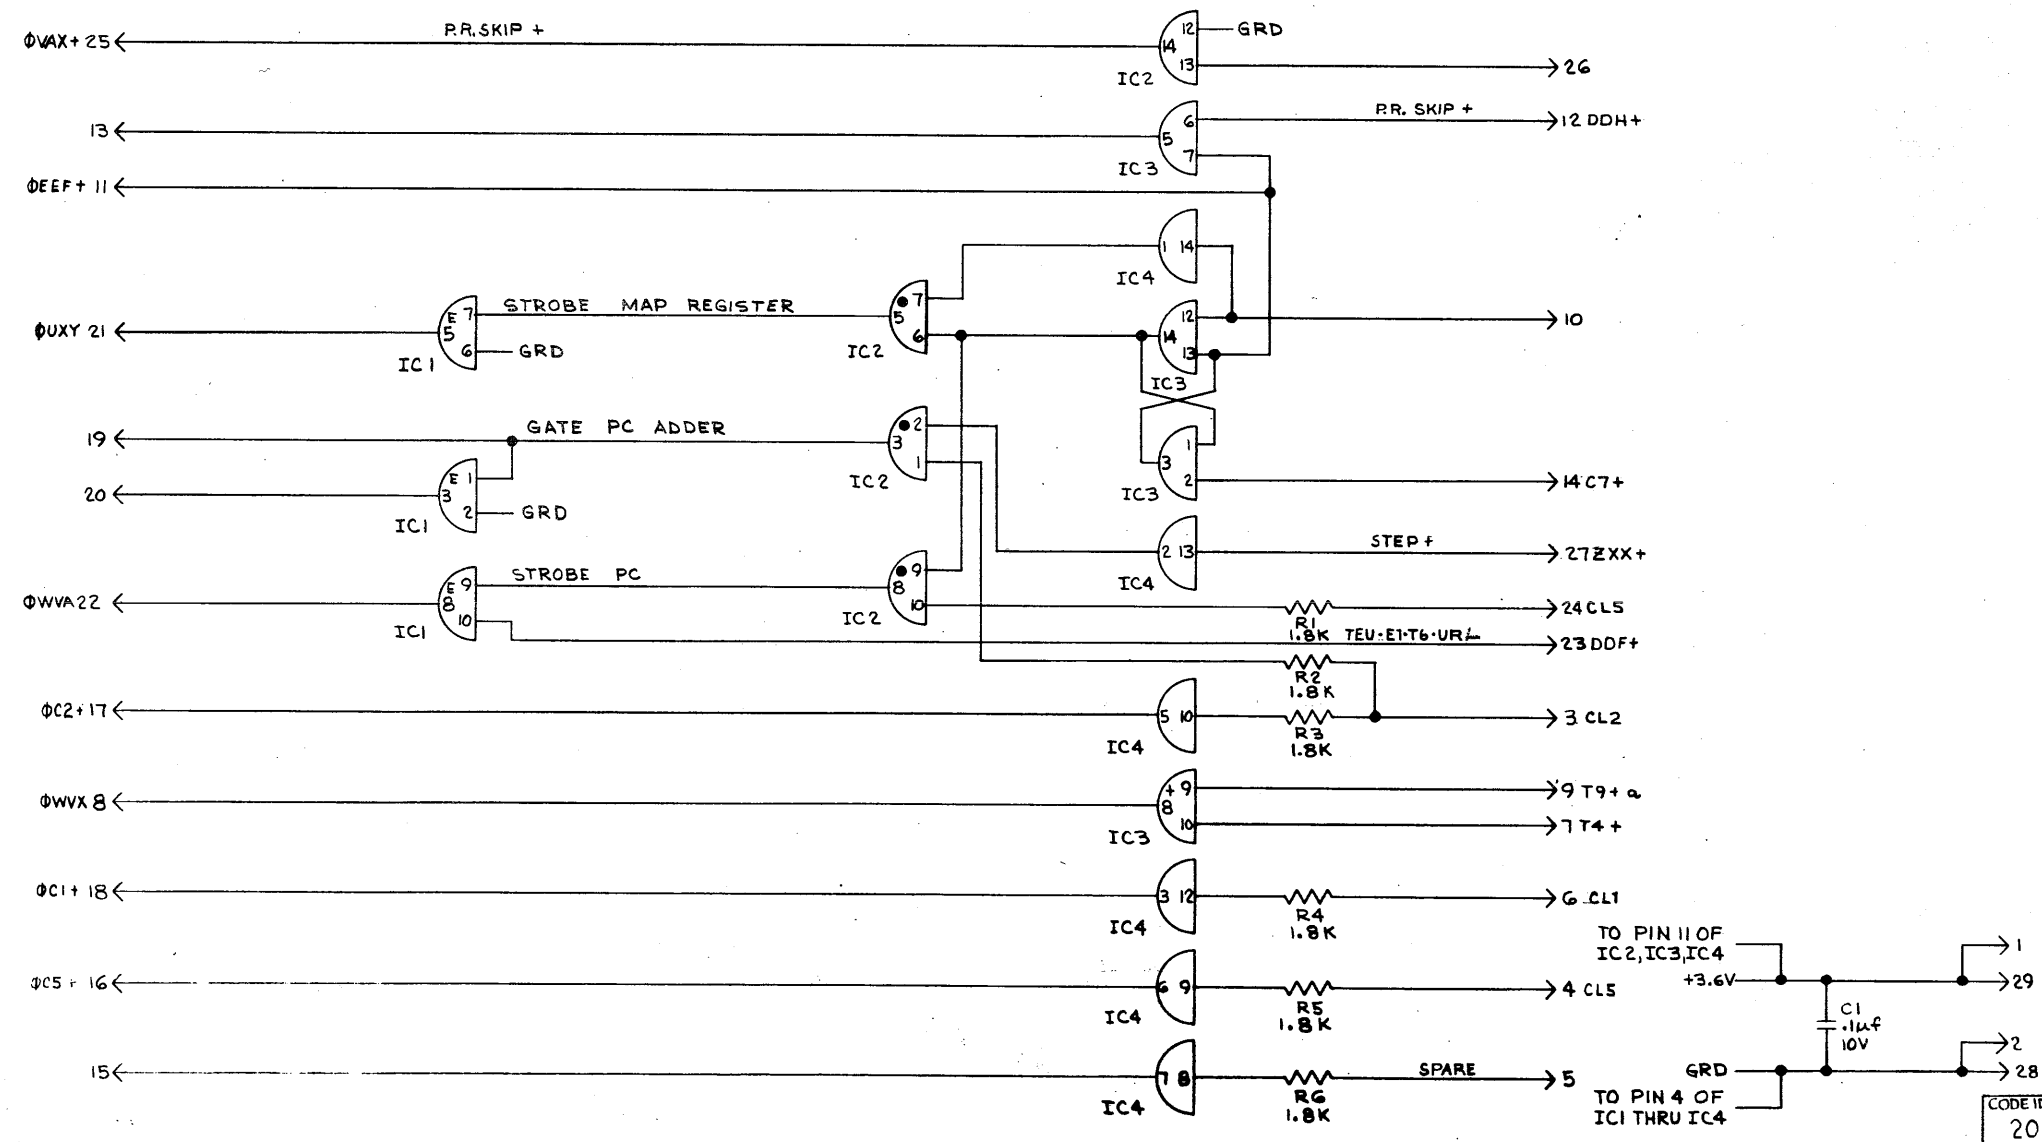 ΦVAX+ 25
P.R. SKIP +
14
12
GRD
13
26
IC2
13
5
6
7
P.R. SKIP +
12 DDH+
IC3
ΦEEF+ 11
1 14
IC4
ΦUXY 21
E 7
5
6
GRD
IC1
STROBE MAP REGISTER
7
5
6
IC2
12
14
13
IC3
10
19
GATE PC ADDER
2
3
1
IC2
1
3
2
IC3
14 C7+
20
E 1
3
2
GRD
IC1
2 13
IC4
STEP +
27 ZXX+
ΦWVA 22
E 9
8
10
IC1
STROBE PC
9
8
10
IC2
R1
1.8K
24 CL5
TEU·E1·T6·UR/
23 DDF+
R2
1.8K
ΦC2+ 17
5 10
IC4
R3
1.8K
3 CL2
ΦWVX 8
+ 9
8
10
IC3
9 T9+ a
7 T4+
ΦC1+ 18
3 12
IC4
R4
1.8K
6 CL1
ΦC5+ 16
6 9
IC4
R5
1.8K
4 CL5
15
7 8
IC4
R6
1.8K
SPARE
5
TO PIN 11 OF
IC2, IC3, IC4
+3.6V
1
29
C1
.1µf
10V
GRD
2
28
TO PIN 4 OF
IC1 THRU IC4
CODE
20